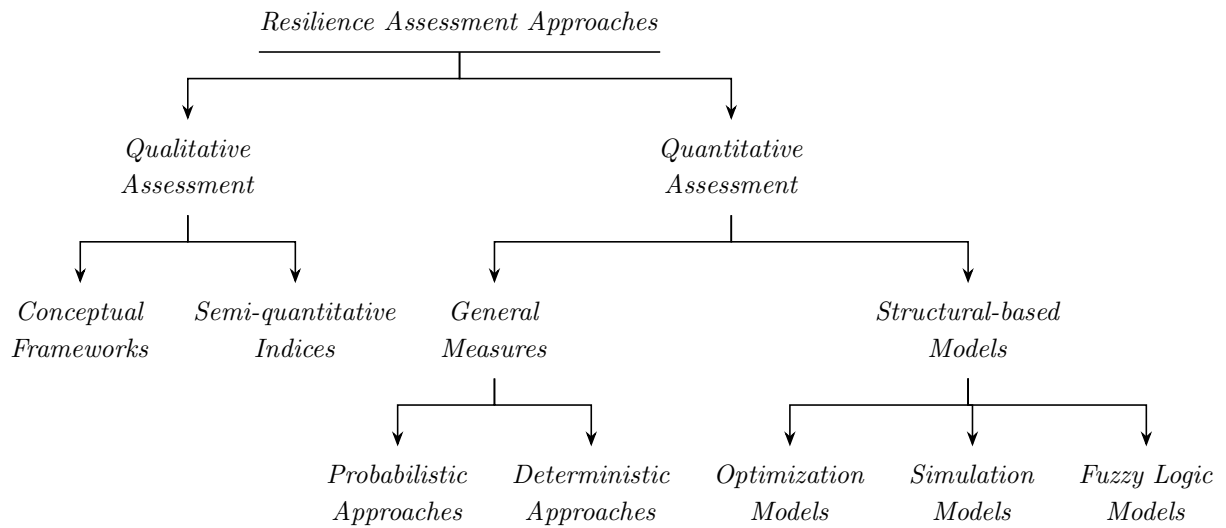 Resilience Assessment Approaches
Qualitative
Assessment
Quantitative
Assessment
Conceptual
Frameworks
Semi-quantitative
Indices
General
Measures
Structural-based
Models
Probabilistic
Approaches
Deterministic
Approaches
Optimization
Models
Simulation
Models
Fuzzy Logic
Models